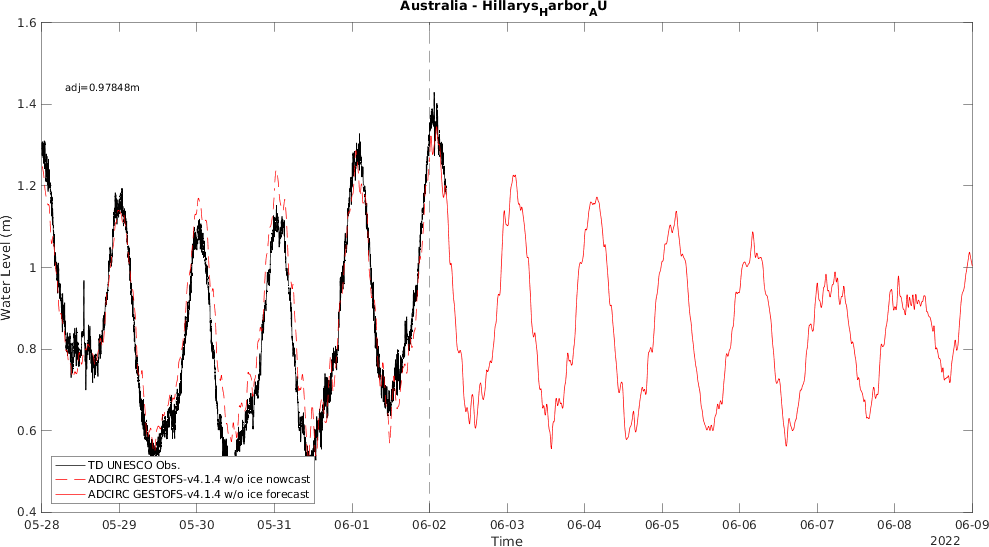 Australia - Hillarys_Harbor_AU
1.6
1.4
1.2
1
0.8
0.6
0.4
Water Level (m)
adj=0.97848m
TD UNESCO Obs.
ADCIRC GESTOFS-v4.1.4 w/o ice nowcast
ADCIRC GESTOFS-v4.1.4 w/o ice forecast
05-28 05-29 05-30 05-31 06-01 06-02 06-03 06-04 06-05 06-06 06-07 06-08 06-09
Time
2022